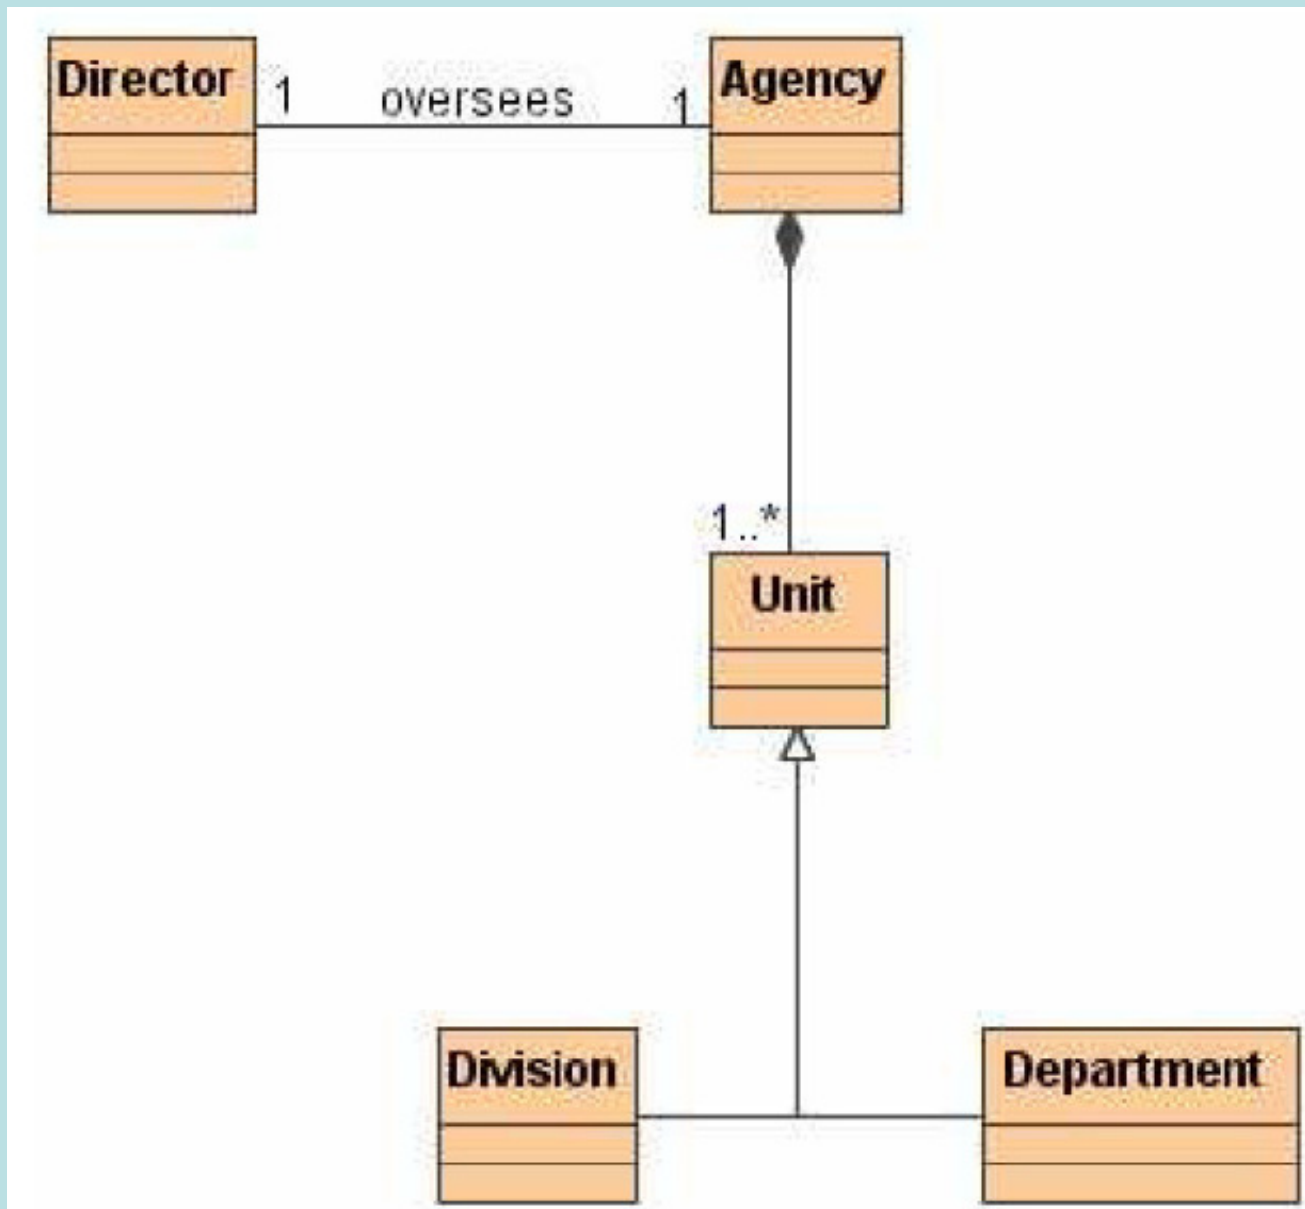 Director
1
oversees
1
Agency
1..*
Unit
Division
Department